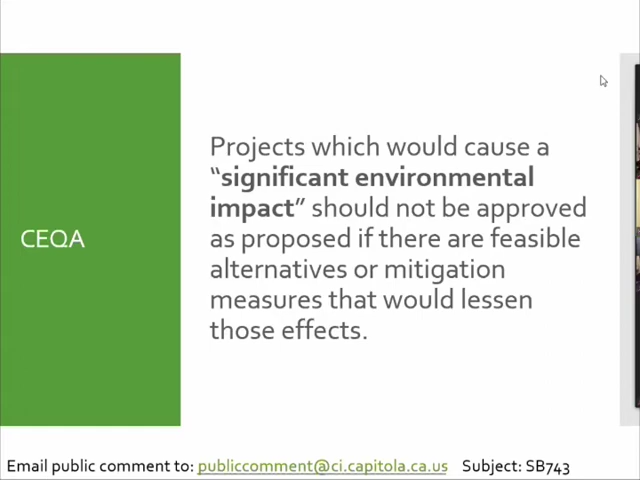 CEQA
Projects which would cause a
“significant environmental
impact” should not be approved
as proposed if there are feasible
alternatives or mitigation
measures that would lessen
those effects.
Email public comment to: publiccomment@ci.capitola.ca.us Subject: SB743